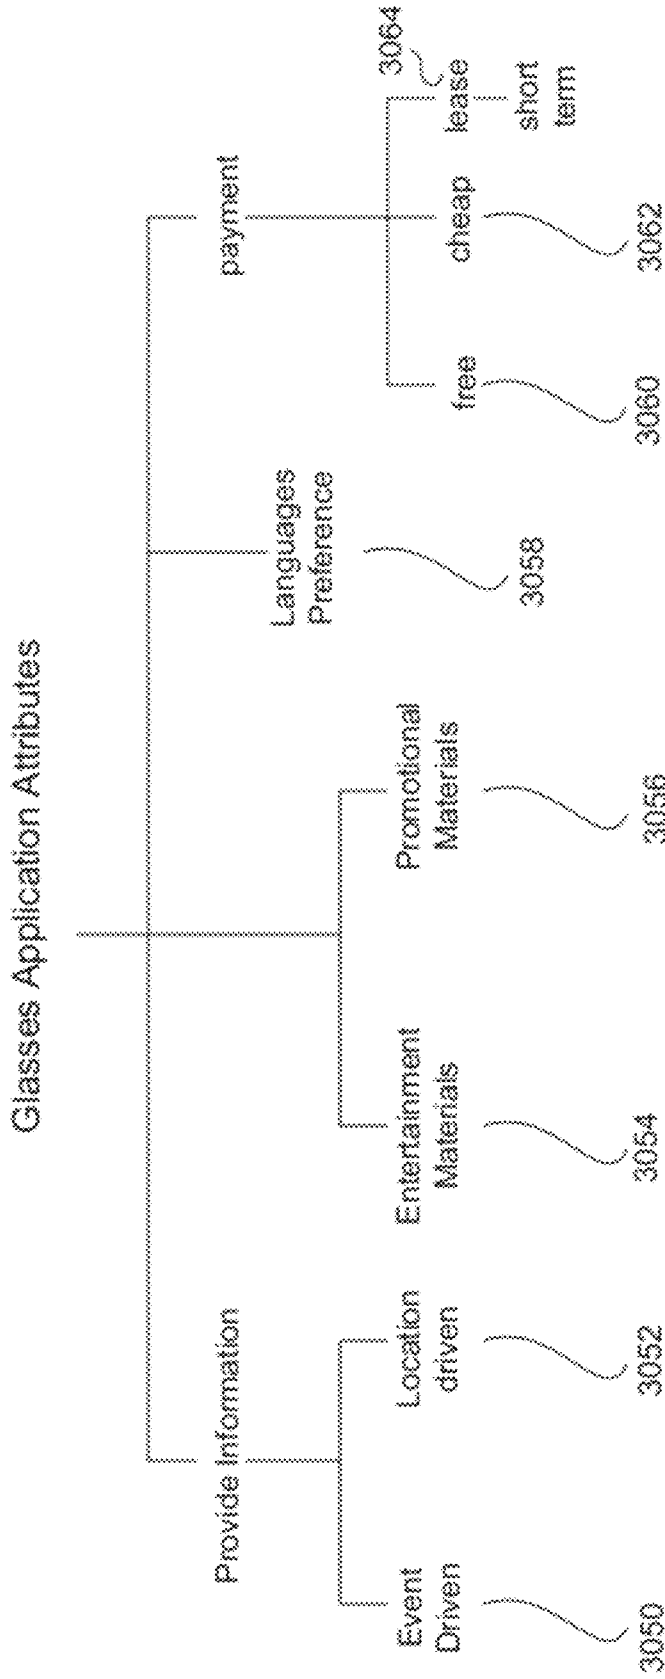 Glasses Application Attributes
Provide Information
payment
Languages
Preference
Event
Driven
Location
driven
Entertainment
Materials
Promotional
Materials
free
cheap
lease
short
term
3050
3052
3054
3056
3058
3060
3062
3064